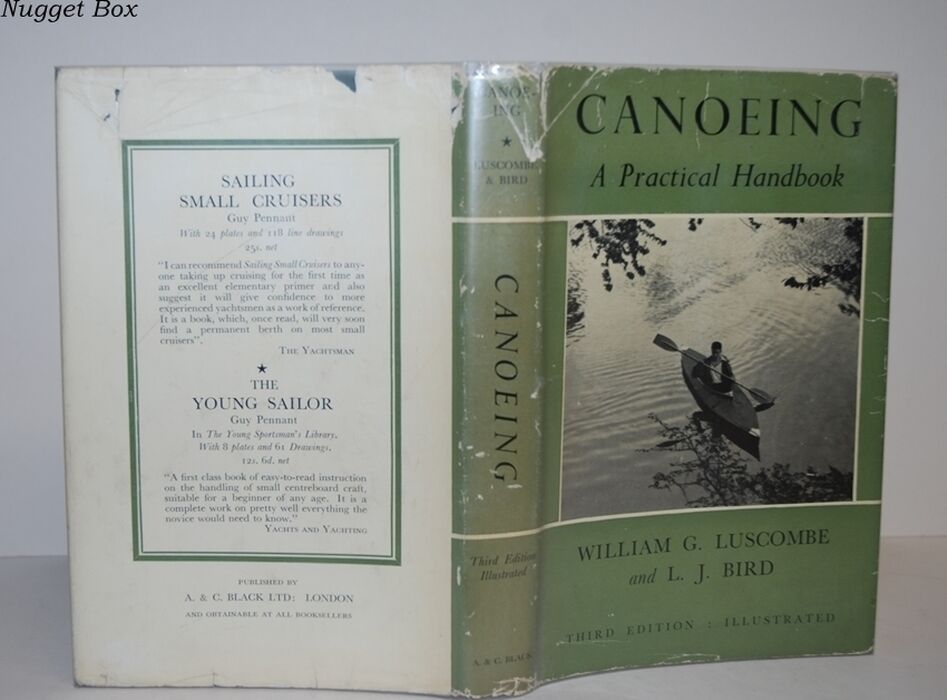 Nugget Box
SAILING
SMALL CRUISERS
Guy Pennant
With 24 plates and 118 line drawings
25s. net
"I can recommend Sailing Small Cruisers to any-
one taking up cruising for the first time as
an excellent elementary primer and also
suggest it will give confidence to more
experienced yachtsmen as a work of reference.
It is a book, which, once read, will very soon
find a permanent berth on most small
cruisers".
THE YACHTSMAN
★
THE
YOUNG SAILOR
Guy Pennant
In The Young Sportsman's Library.
With 8 plates and 61 Drawings.
12s. 6d. net
"A first class book of easy-to-read instruction
on the handling of small centreboard craft,
suitable for a beginner of any age. It is a
complete work on pretty well everything the
novice would need to know."
YACHTS AND YACHTING
PUBLISHED BY
A. & C. BLACK LTD: LONDON
AND OBTAINABLE AT ALL BOOKSELLERS
CANOE-
ING
★
LUSCOMBE
& BIRD
CANOEING
Third Edition
Illustrated
A. & C. BLACK
CANOEING
A Practical Handbook
WILLIAM G. LUSCOMBE
and L. J. BIRD
THIRD EDITION : ILLUSTRATED